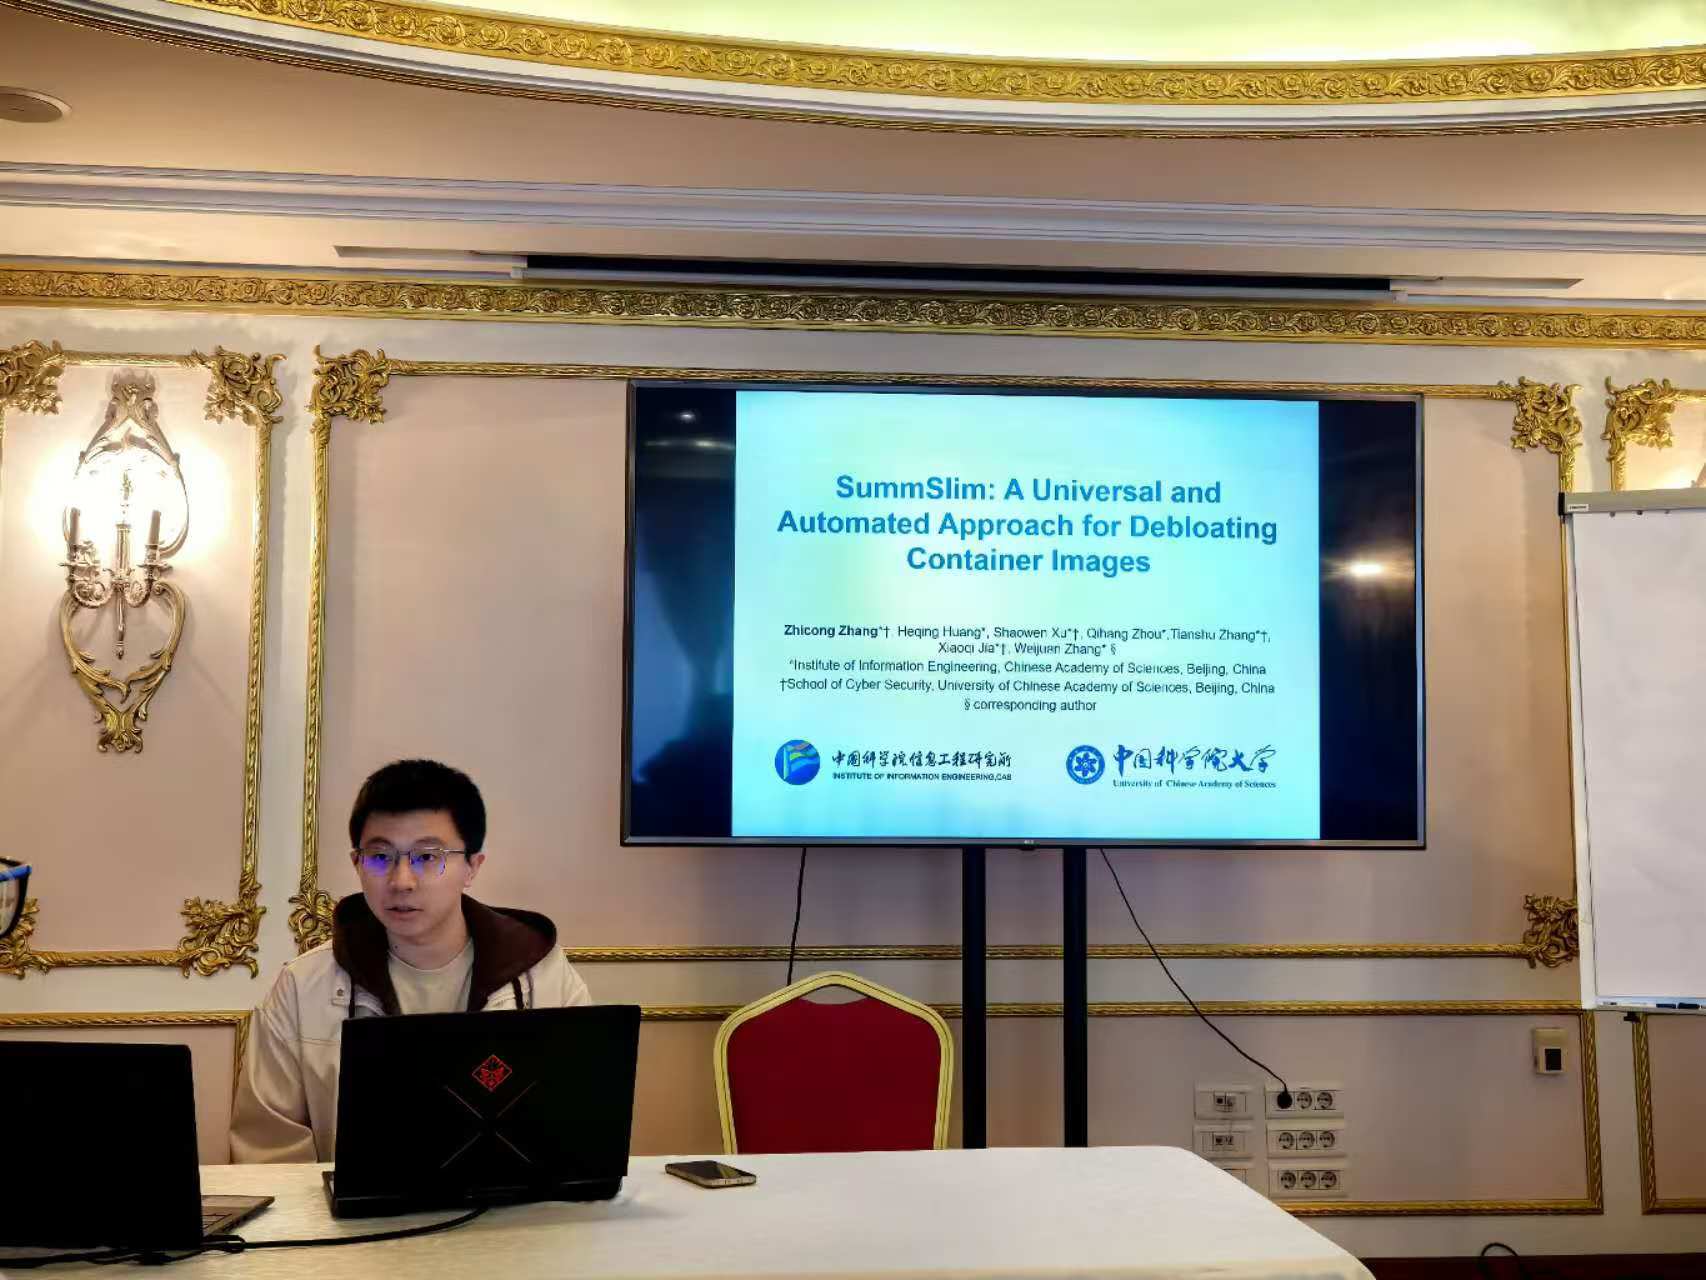 SummSlim: A Universal and
Automated Approach for Debloating
Container Images
Zhicong Zhang*†, Heqing Huang*, Shaowen Xu*†, Qihang Zhou*,Tianshu Zhang*†,
Xiaoqi Jia*†, Weijuan Zhang* §
*Institute of Information Engineering, Chinese Academy of Sciences, Beijing, China
†School of Cyber Security, University of Chinese Academy of Sciences, Beijing, China
§ corresponding author
中国科学院信息工程研究所
INSTITUTE OF INFORMATION ENGINEERING,CAS
中国科学院大学
University of Chinese Academy of Sciences